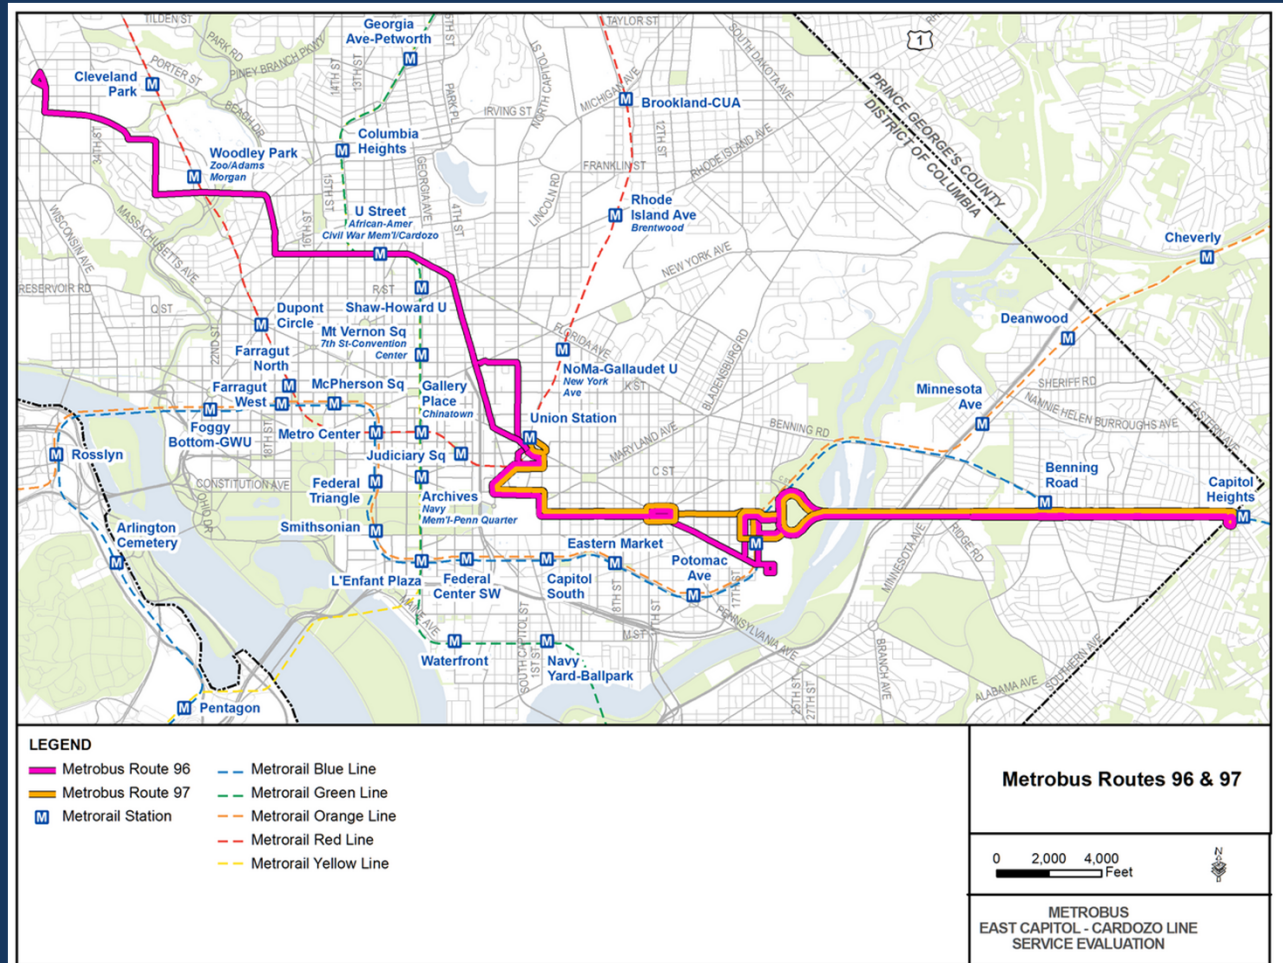 TILDEN ST
Georgia
Ave-Petworth
5TH ST
TAYLOR ST
SOUTH DAKOTA AVE
1
PARK RD
PINEY BRANCH PKWY
PORTER ST
Cleveland
Park
BEACH DR
14TH ST
13TH ST
PARK PL
NORTH CAPITOL ST
MICHIGAN AVE
Brookland-CUA
IRVING ST
12TH ST
RHODE ISLAND AVE
PRINCE GEORGE'S COUNTY
DISTRICT OF COLUMBIA
34TH ST
Woodley Park
Zoo/Adams
Morgan
Columbia
Heights
15TH ST
GEORGIA AVE
4TH ST
FRANKLIN ST
LINCOLN RD
Rhode
Island Ave
Brentwood
WISCONSIN AVE
MASSACHUSETTS AVE
16TH ST
U Street
African-Amer
Civil War Mem'l/Cardozo
NEW YORK AVE
Cheverly
RESERVOIR RD
Q ST
R ST
Shaw-Howard U
Dupont
Circle
Mt Vernon Sq
7th St-Convention
Center
FLORIDA AVE
BLADENSBURG RD
Deanwood
22ND ST
Farragut
North
NoMa-Gallaudet U
New York
Ave
K ST
Farragut
West
McPherson Sq
Gallery
Place
Chinatown
Minnesota
Ave
SHERIFF RD
NANNIE HELEN BURROUGHS AVE
EASTERN AVE
Foggy
Bottom-GWU
18TH ST
Metro Center
Union Station
MARYLAND AVE
BENNING RD
Rosslyn
Judiciary Sq
C ST
CONSTITUTION AVE
OHIO DR
Federal
Triangle
Archives
Navy
Mem'l-Penn Quarter
Benning
Road
Capitol
Heights
Smithsonian
Arlington
Cemetery
Eastern Market
Potomac
Ave
MINNESOTA AVE
RIDGE RD
L'Enfant Plaza
Federal
Center SW
Capitol
South
8TH ST
17TH ST
MAINE AVE
PENNSYLVANIA AVE
M ST
Waterfront
SOUTH CAPITOL ST
1ST ST
Navy
Yard-Ballpark
25TH ST
27TH ST
BRANCH AVE
ALABAMA AVE
SOUTHERN AVE
Pentagon
LEGEND
Metrobus Route 96
Metrobus Route 97
M Metrorail Station
Metrorail Blue Line
Metrorail Green Line
Metrorail Orange Line
Metrorail Red Line
Metrorail Yellow Line
Metrobus Routes 96 & 97
0 2,000 4,000
Feet
N
METROBUS
EAST CAPITOL - CARDOZO LINE
SERVICE EVALUATION